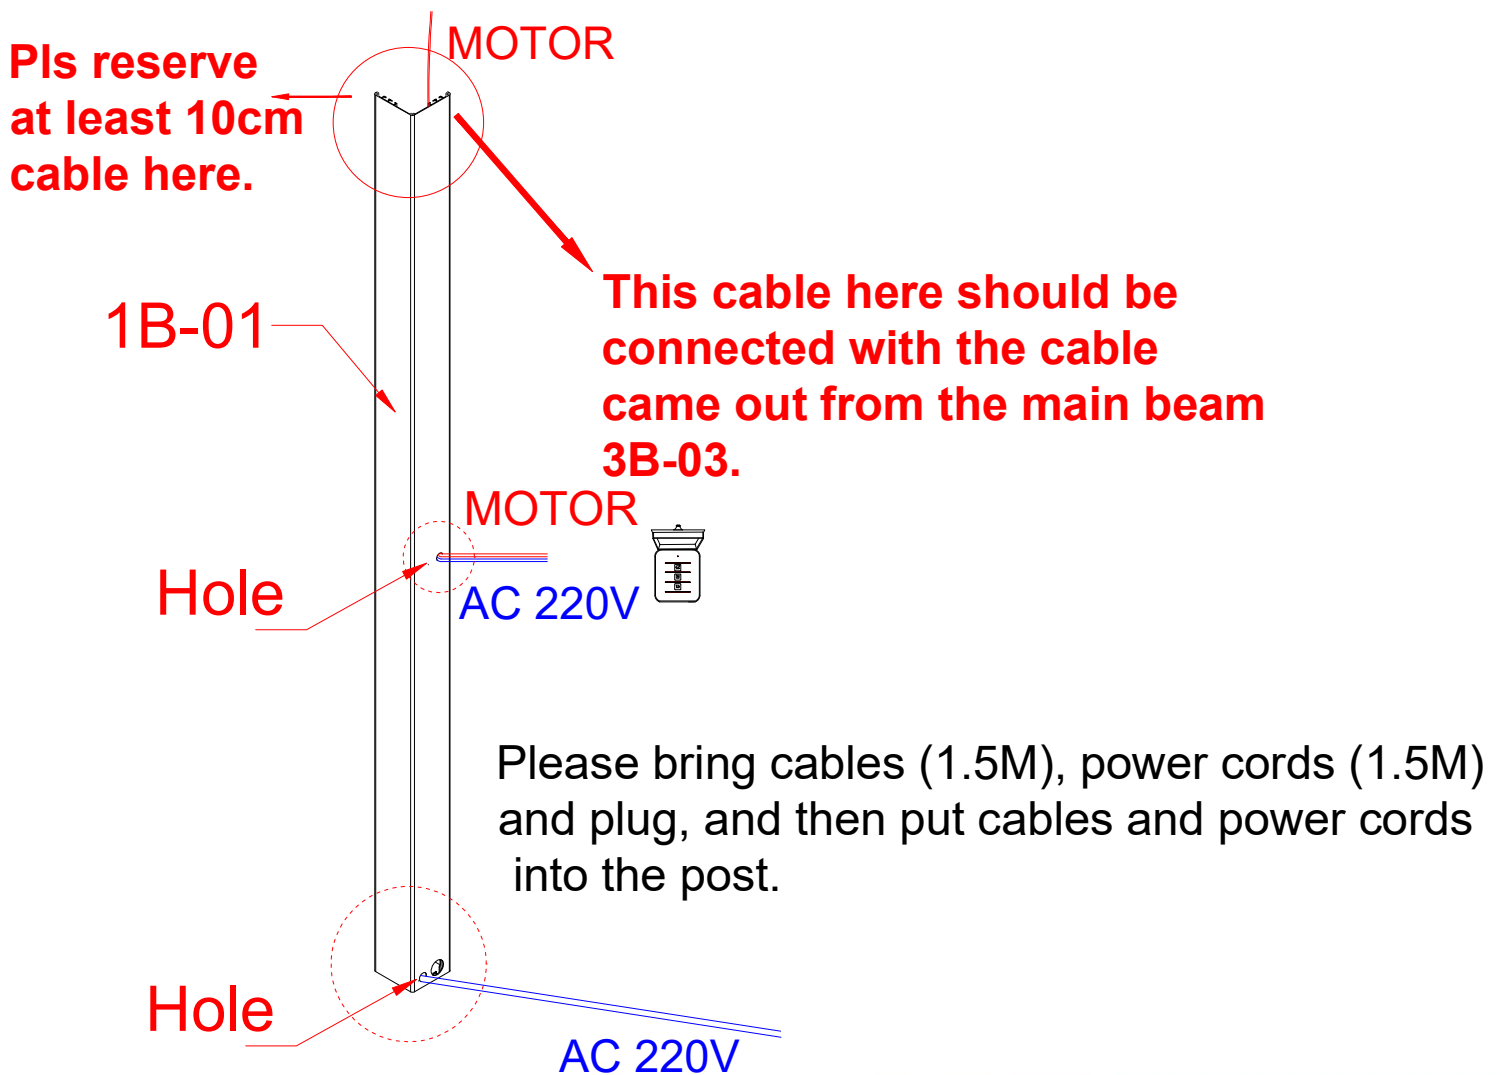 MOTOR
Pls reserve
at least 10cm
cable here.
This cable here should be
connected with the cable
came out from the main beam
3B-03.
1B-01
MOTOR
Hole
AC 220V
Please bring cables (1.5M), power cords (1.5M)
and plug, and then put cables and power cords
into the post.
Hole
AC 220V